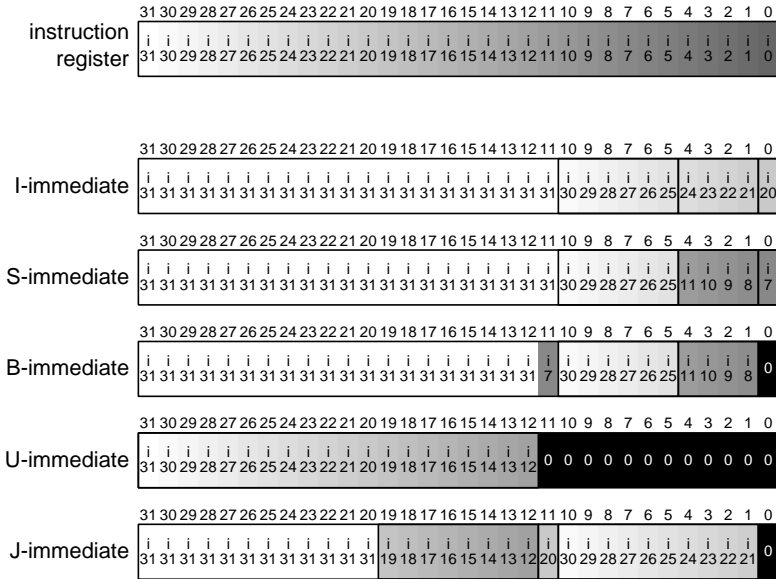 31 30 29 28 27 26 25 24 23 22 21 20 19 18 17 16 15 14 13 12 11 10 9 8 7 6 5 4 3 2 1 0
instruction register
i i i i i i i i i i i i i i i i i i i i i i i i i i i i i i i i
31 30 29 28 27 26 25 24 23 22 21 20 19 18 17 16 15 14 13 12 11 10 9 8 7 6 5 4 3 2 1 0
31 30 29 28 27 26 25 24 23 22 21 20 19 18 17 16 15 14 13 12 11 10 9 8 7 6 5 4 3 2 1 0
I-immediate
i i i i i i i i i i i i i i i i i i i i i i i i i i i i i i i i
31 31 31 31 31 31 31 31 31 31 31 31 31 31 31 31 31 31 31 31 31 30 29 28 27 26 25 24 23 22 21 20
31 30 29 28 27 26 25 24 23 22 21 20 19 18 17 16 15 14 13 12 11 10 9 8 7 6 5 4 3 2 1 0
S-immediate
i i i i i i i i i i i i i i i i i i i i i i i i i i i i i i i i
31 31 31 31 31 31 31 31 31 31 31 31 31 31 31 31 31 31 31 31 31 30 29 28 27 26 25 11 10 9 8 7
31 30 29 28 27 26 25 24 23 22 21 20 19 18 17 16 15 14 13 12 11 10 9 8 7 6 5 4 3 2 1 0
B-immediate
i i i i i i i i i i i i i i i i i i i i i i i i i i i i i i i
31 31 31 31 31 31 31 31 31 31 31 31 31 31 31 31 31 31 31 31 7 30 29 28 27 26 25 11 10 9 8 0
31 30 29 28 27 26 25 24 23 22 21 20 19 18 17 16 15 14 13 12 11 10 9 8 7 6 5 4 3 2 1 0
U-immediate
i i i i i i i i i i i i i i i i i i i i
31 30 29 28 27 26 25 24 23 22 21 20 19 18 17 16 15 14 13 12 0 0 0 0 0 0 0 0 0 0 0 0
31 30 29 28 27 26 25 24 23 22 21 20 19 18 17 16 15 14 13 12 11 10 9 8 7 6 5 4 3 2 1 0
J-immediate
i i i i i i i i i i i i i i i i i i i i i i i i i i i i i i i
31 31 31 31 31 31 31 31 31 31 31 31 19 18 17 16 15 14 13 12 20 30 29 28 27 26 25 24 23 22 21 0